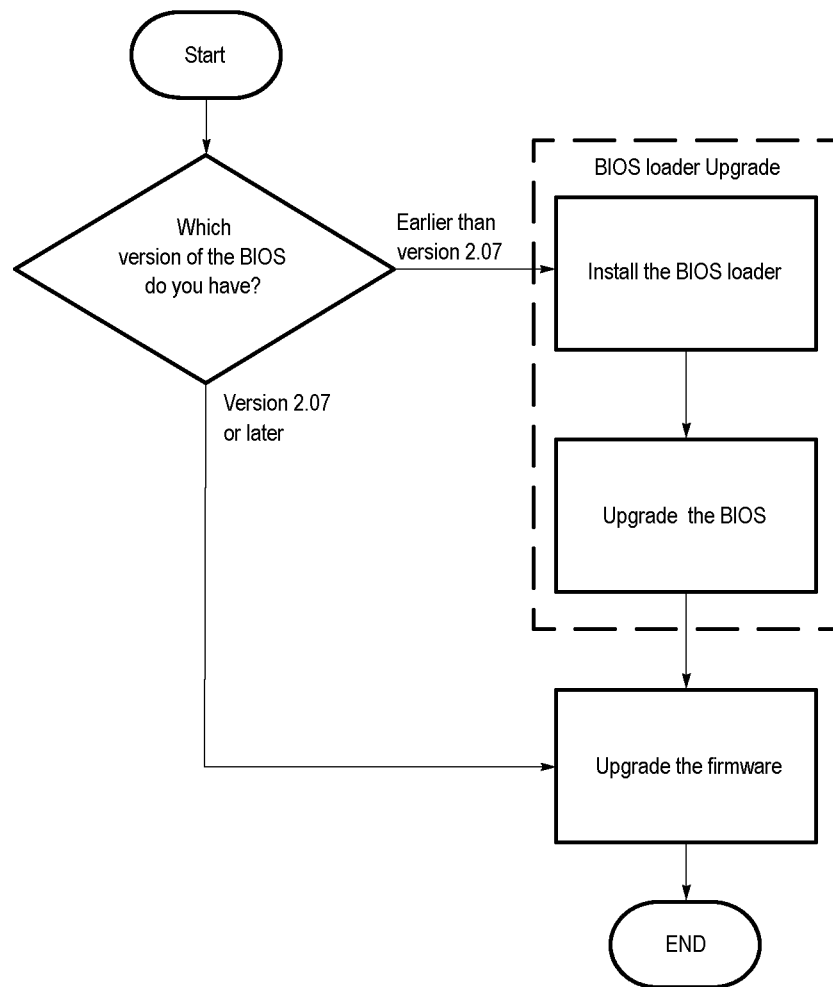 Start
Which
version of the BIOS
do you have?
Earlier than
version 2.07
Version 2.07
or later
BIOS loader Upgrade
Install the BIOS loader
Upgrade the BIOS
Upgrade the firmware
END